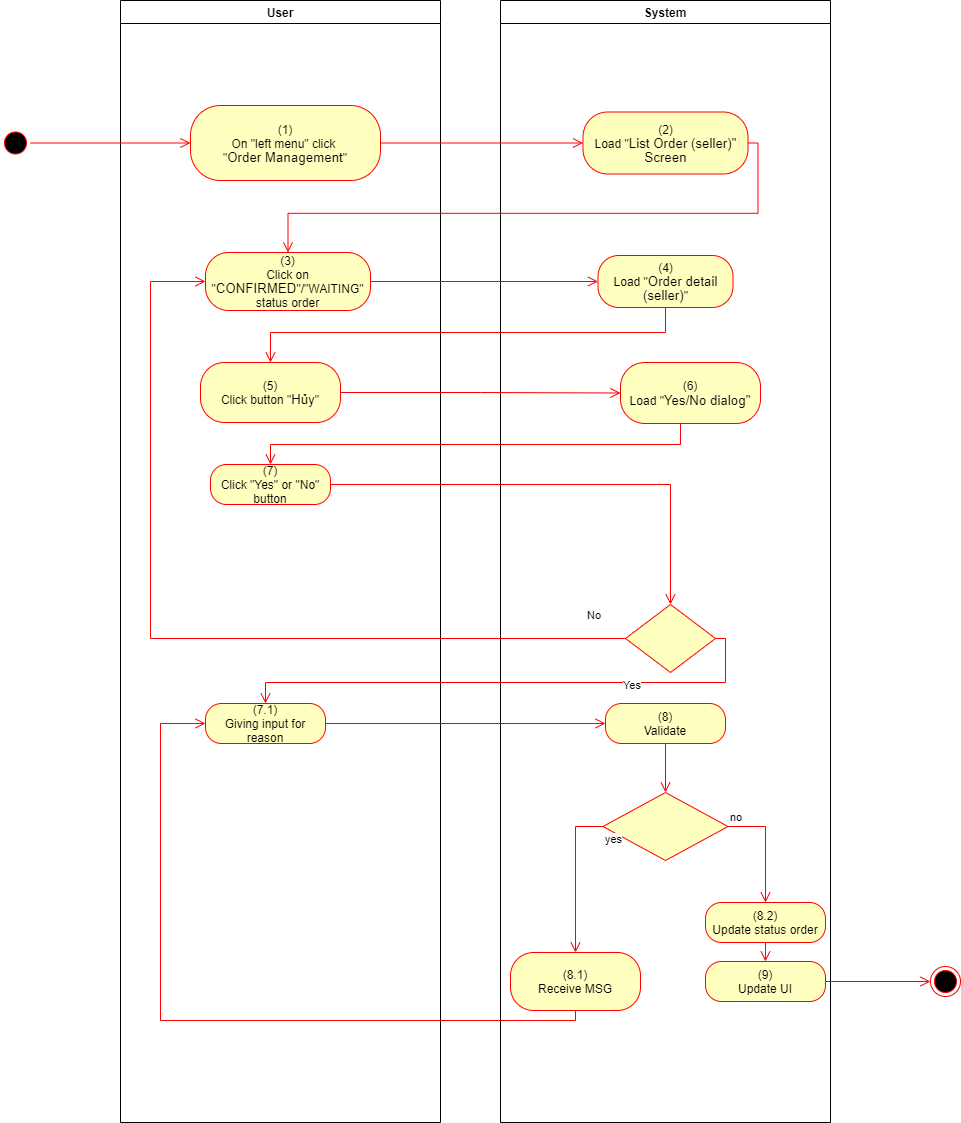 User
System
(1)
On "left menu" click
"Order Management"
(2)
Load "List Order (seller)"
Screen
(3)
Click on
"CONFIRMED"/"WAITING"
status order
(4)
Load "Order detail
(seller)"
(5)
Click button "Hủy"
(6)
Load "Yes/No dialog"
(7)
Click "Yes" or "No"
button
No
Yes
(7.1)
Giving input for
reason
(8)
Validate
yes
no
(8.2)
Update status order
(8.1)
Receive MSG
(9)
Update UI